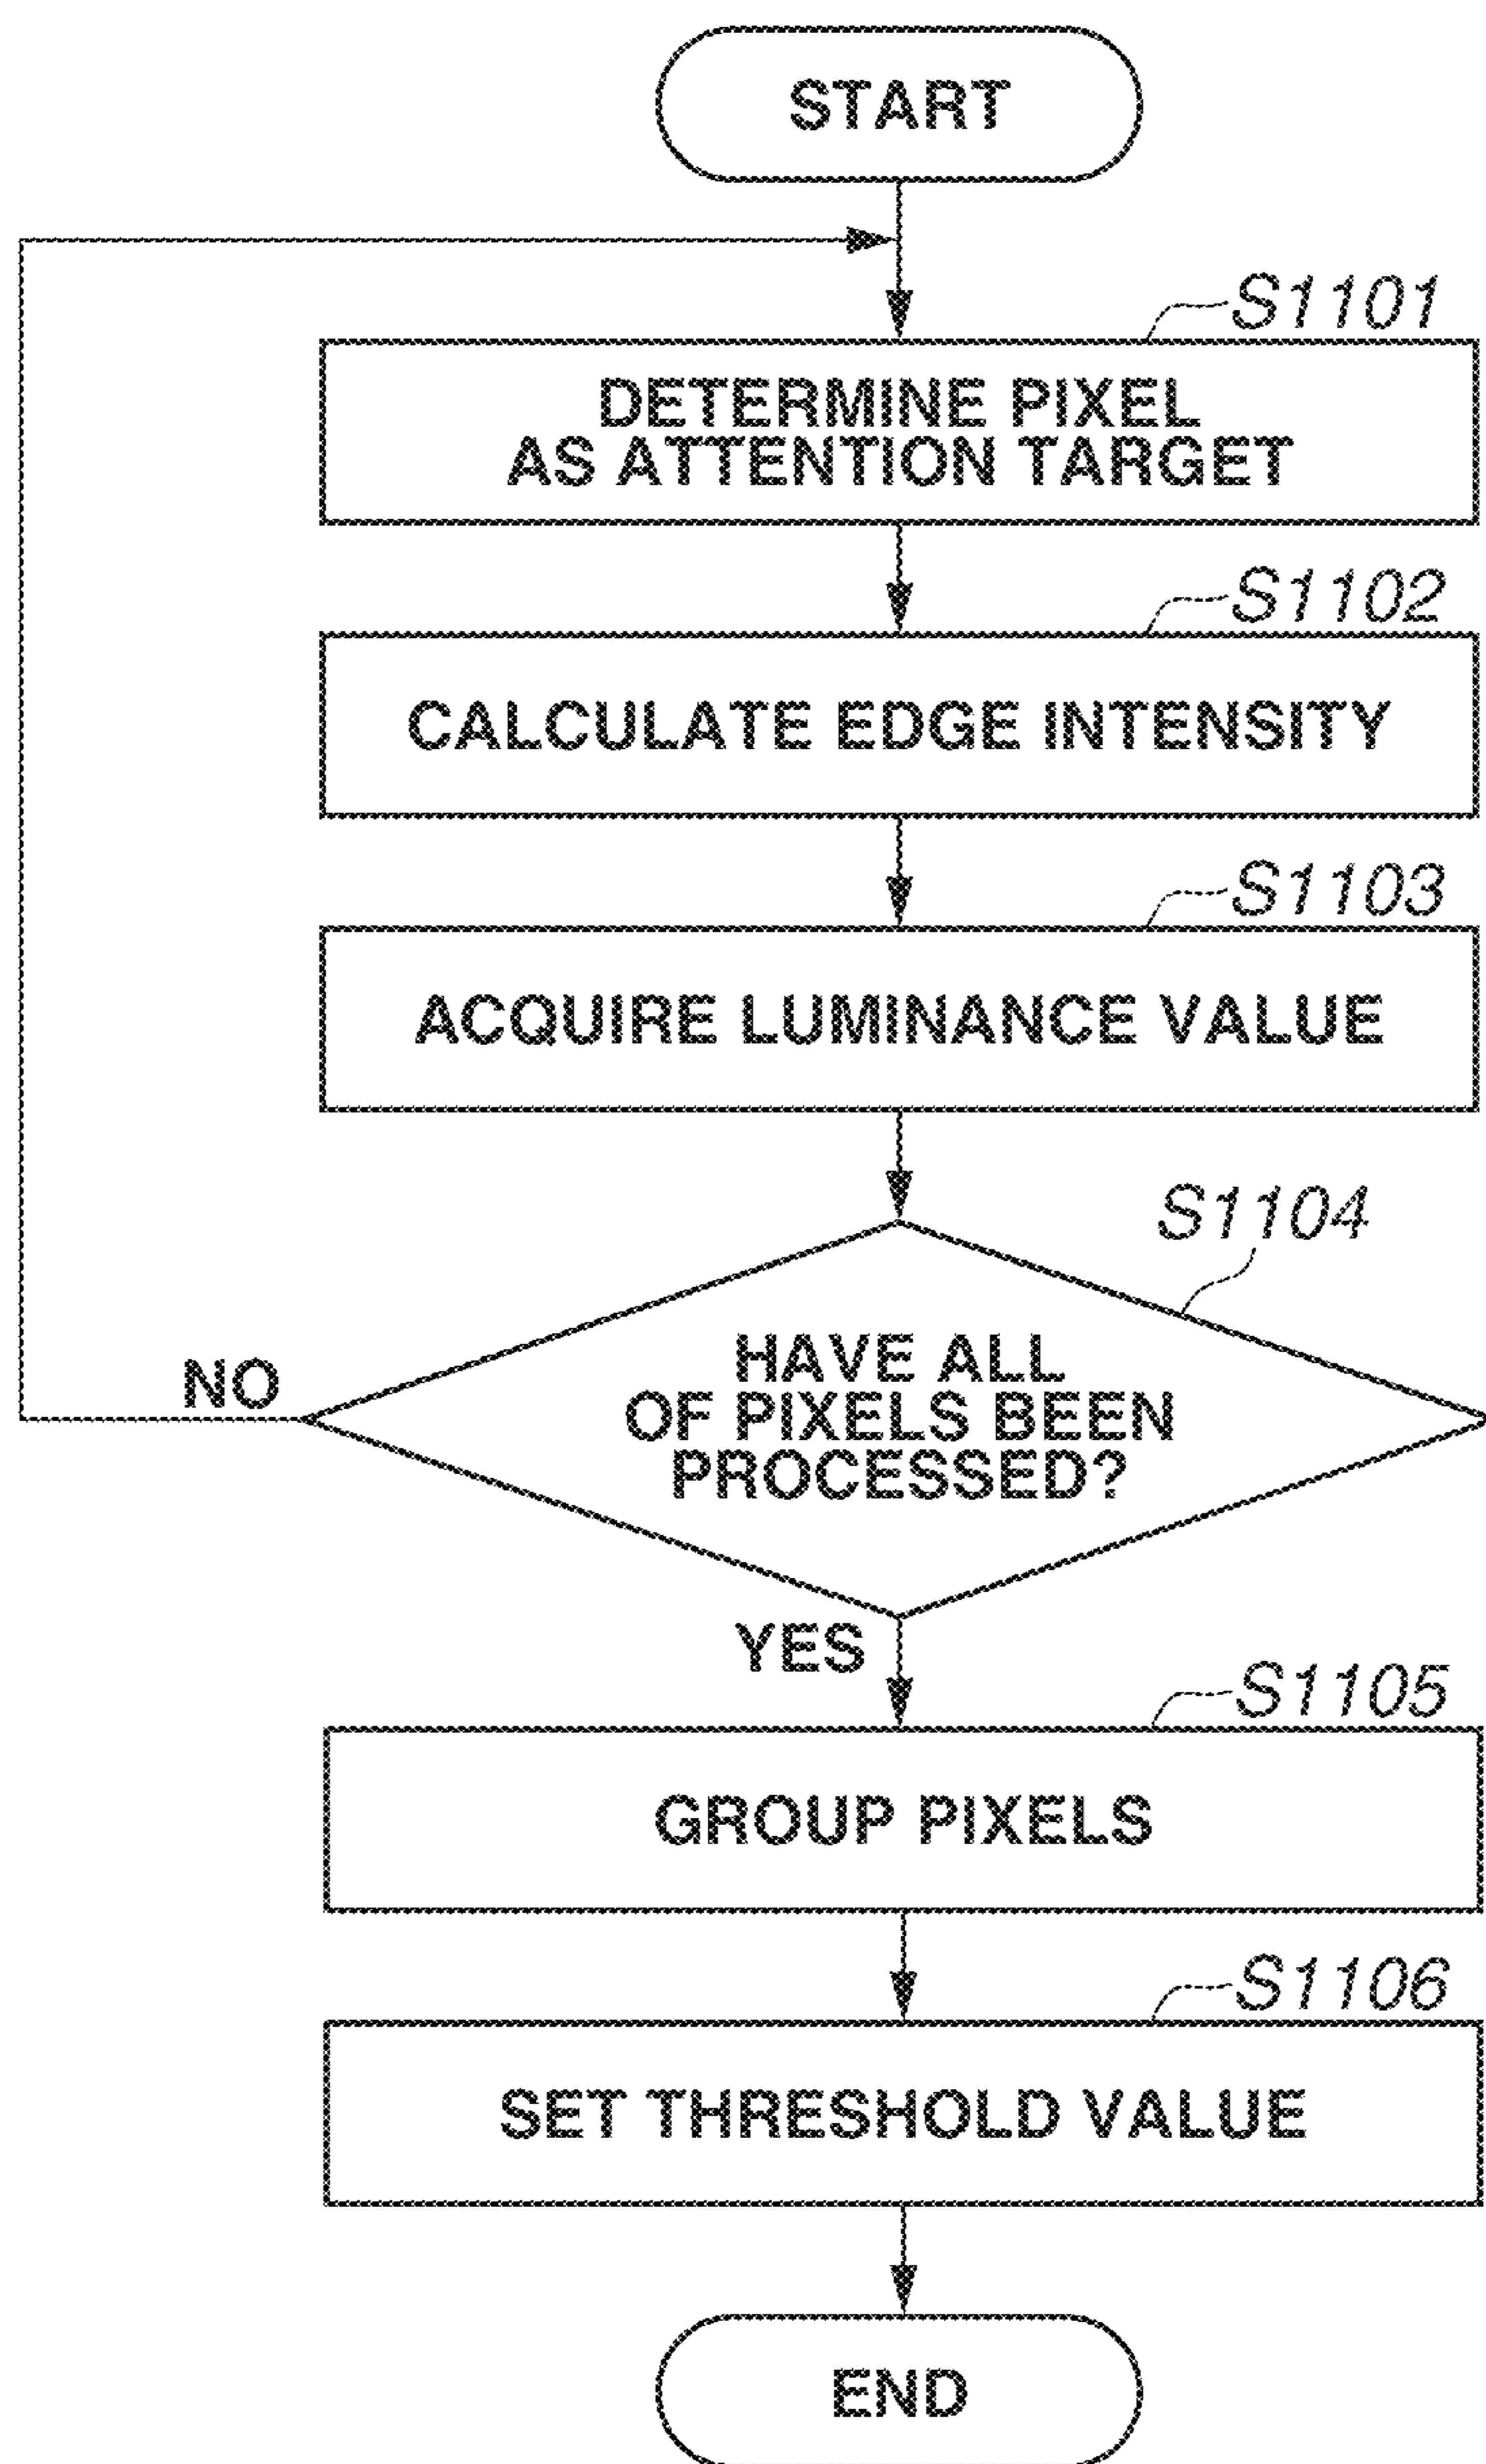 START
S1101
DETERMINE PIXEL
AS ATTENTION TARGET
S1102
CALCULATE EDGE INTENSITY
S1103
ACQUIRE LUMINANCE VALUE
S1104
HAVE ALL
OF PIXELS BEEN
PROCESSED?
NO
YES
S1105
GROUP PIXELS
S1106
SET THRESHOLD VALUE
END